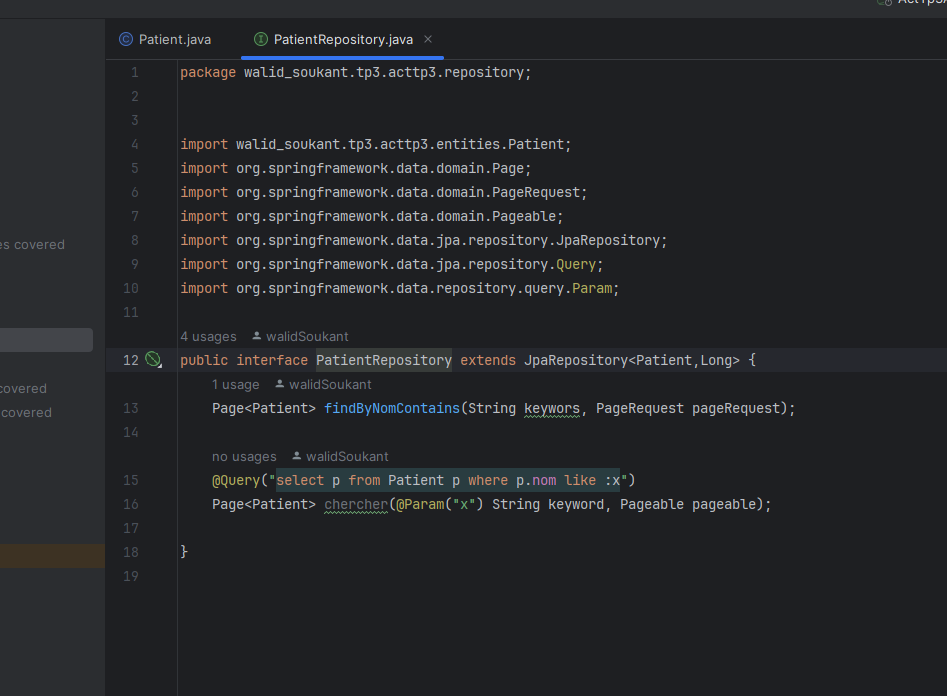 Patient.java PatientRepository.java
1 package walid_soukant.tp3.acttp3.repository;
2
3
4 import walid_soukant.tp3.acttp3.entities.Patient;
5 import org.springframework.data.domain.Page;
6 import org.springframework.data.domain.PageRequest;
7 import org.springframework.data.domain.Pageable;
es covered
8 import org.springframework.data.jpa.repository.JpaRepository;
9 import org.springframework.data.jpa.repository.Query;
10 import org.springframework.data.repository.query.Param;
11
4 usages walidSoukant
12 public interface PatientRepository extends JpaRepository<Patient,Long> {
1 usage walidSoukant
covered
13 Page<Patient> findByNomContains(String keywors, PageRequest pageRequest);
covered
14
no usages walidSoukant
15 @Query("select p from Patient p where p.nom like :x")
16 Page<Patient> chercher(@Param("x") String keyword, Pageable pageable);
17
18 }
19